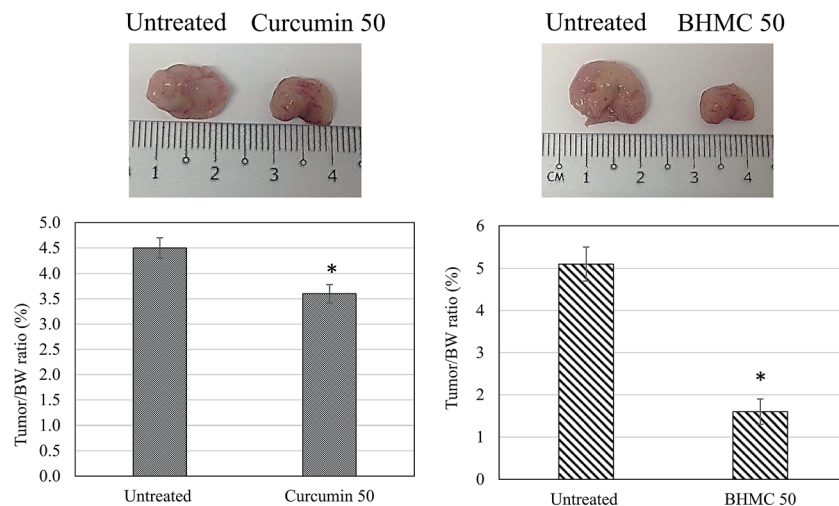 Untreated Curcumin 50
1 2 3 4
5.0
4.5
4.0
3.5
3.0
2.5
2.0
1.5
1.0
0.5
0.0
Tumor/BW ratio (%)
*
Untreated Curcumin 50
Untreated BHMC 50
CM 1 2 3 4
6
5
4
3
2
1
0
Tumor/BW ratio (%)
*
Untreated BHMC 50